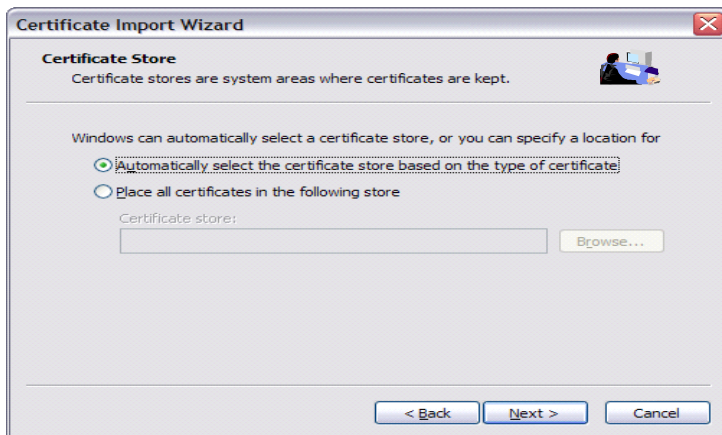 Certificate Import Wizard
Certificate Store
Certificate stores are system areas where certificates are kept.
Windows can automatically select a certificate store, or you can specify a location for
Automatically select the certificate store based on the type of certificate
Place all certificates in the following store
Certificate store:
Browse...
< Back
Next >
Cancel